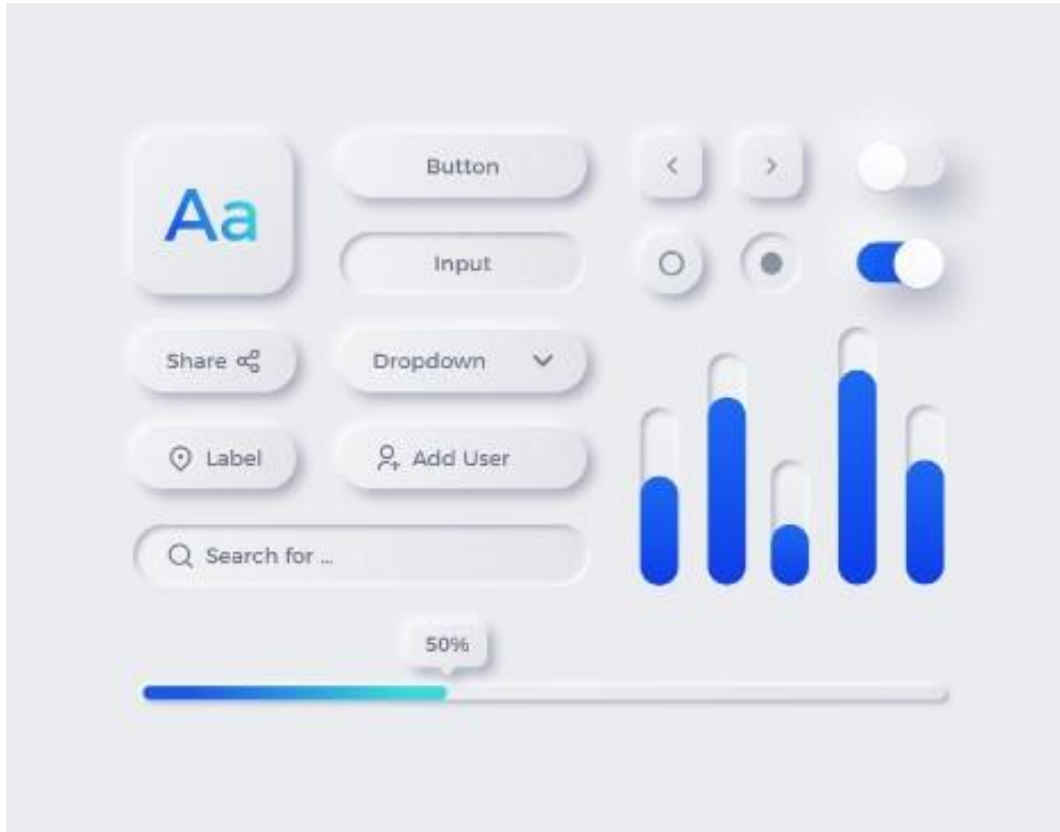 Aa
Button
Input
Share
Dropdown
Label
Add User
Search for ...
50%